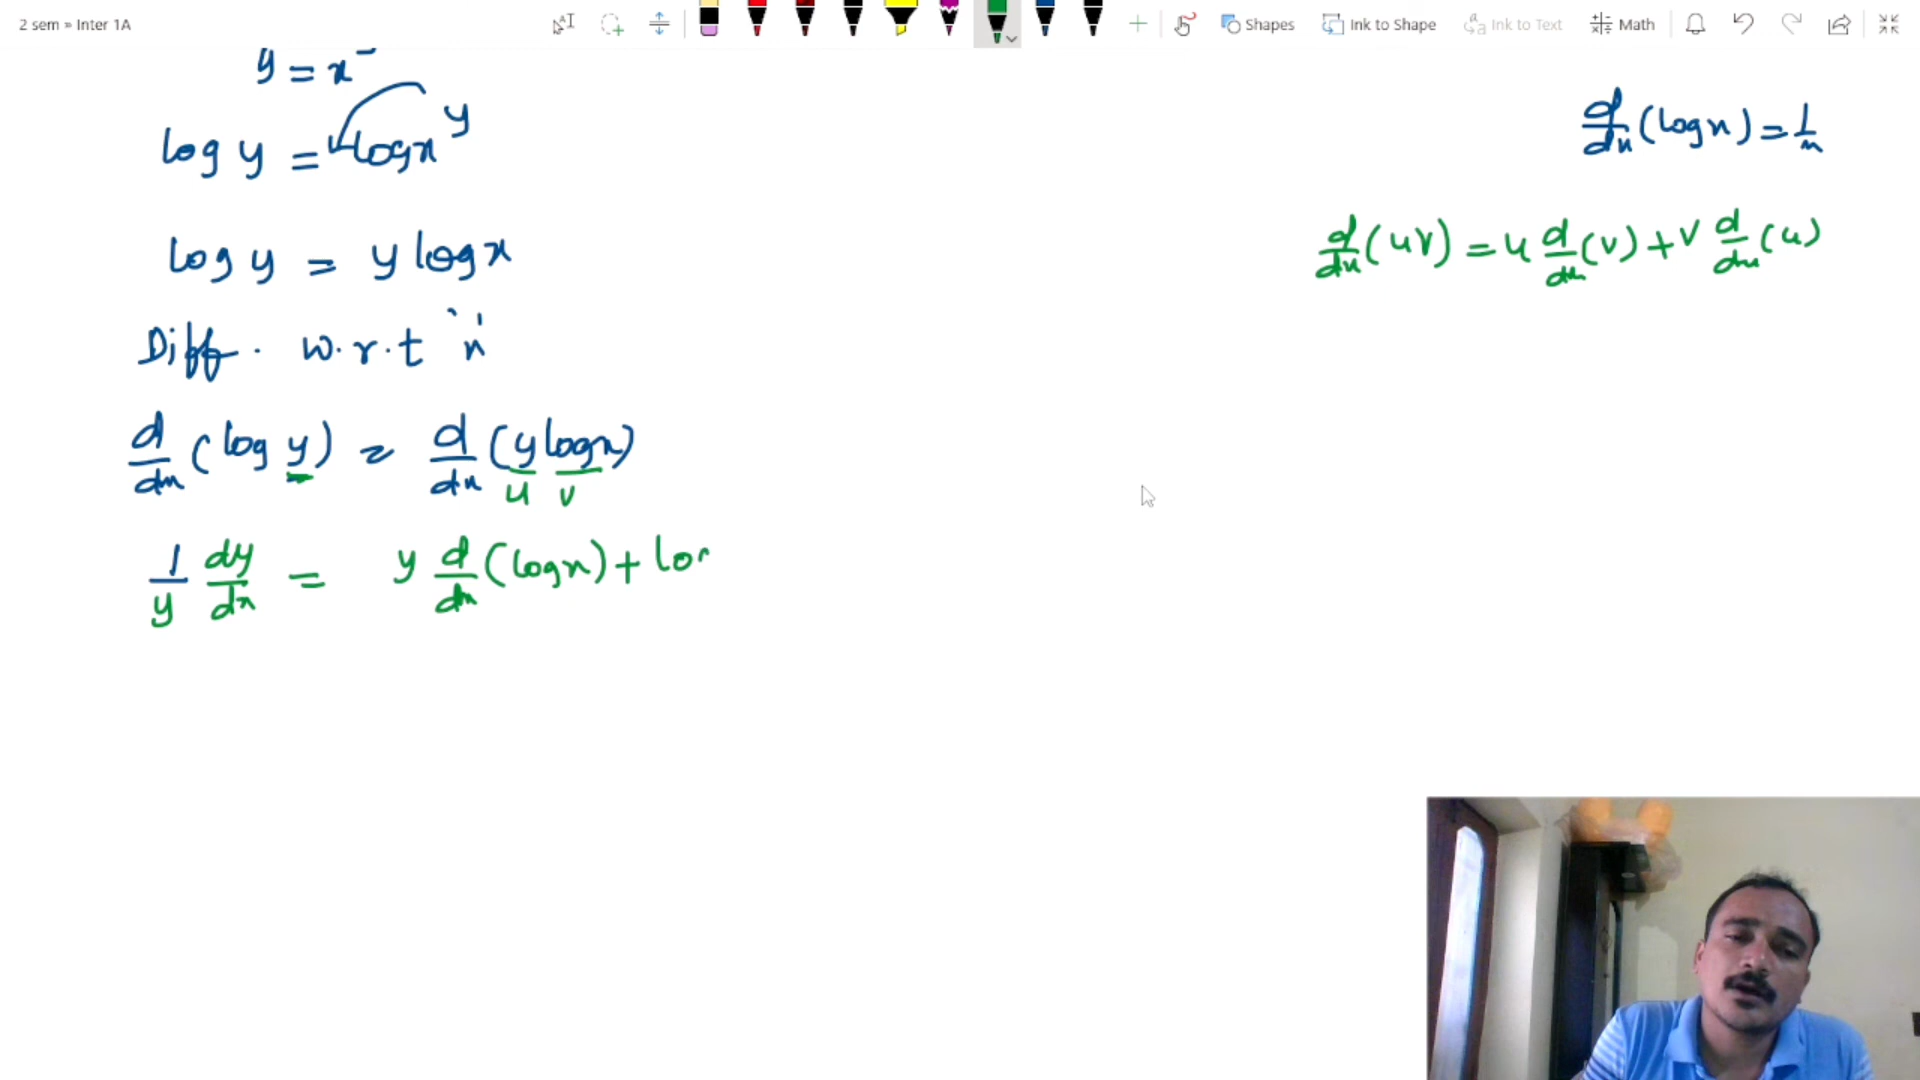 2 sem » Inter 1A
Shapes
Ink to Shape
Ink to Text
Math
y = x
log y = log x^y
log y = y log x
Diff. w.r.t 'x'
d/dx (log y) = d/dx (y log x)
u v
1/y dy/dx = y d/dx (log x) + lo
d/dx (log x) = 1/x
d/dx (uv) = u d/dx (v) + v d/dx (u)